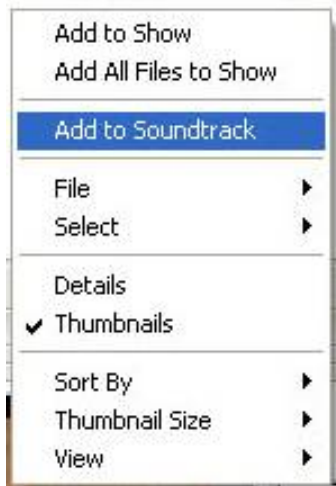 Add to Show
Add All Files to Show
Add to Soundtrack
File
Select
Details
Thumbnails
Sort By
Thumbnail Size
View